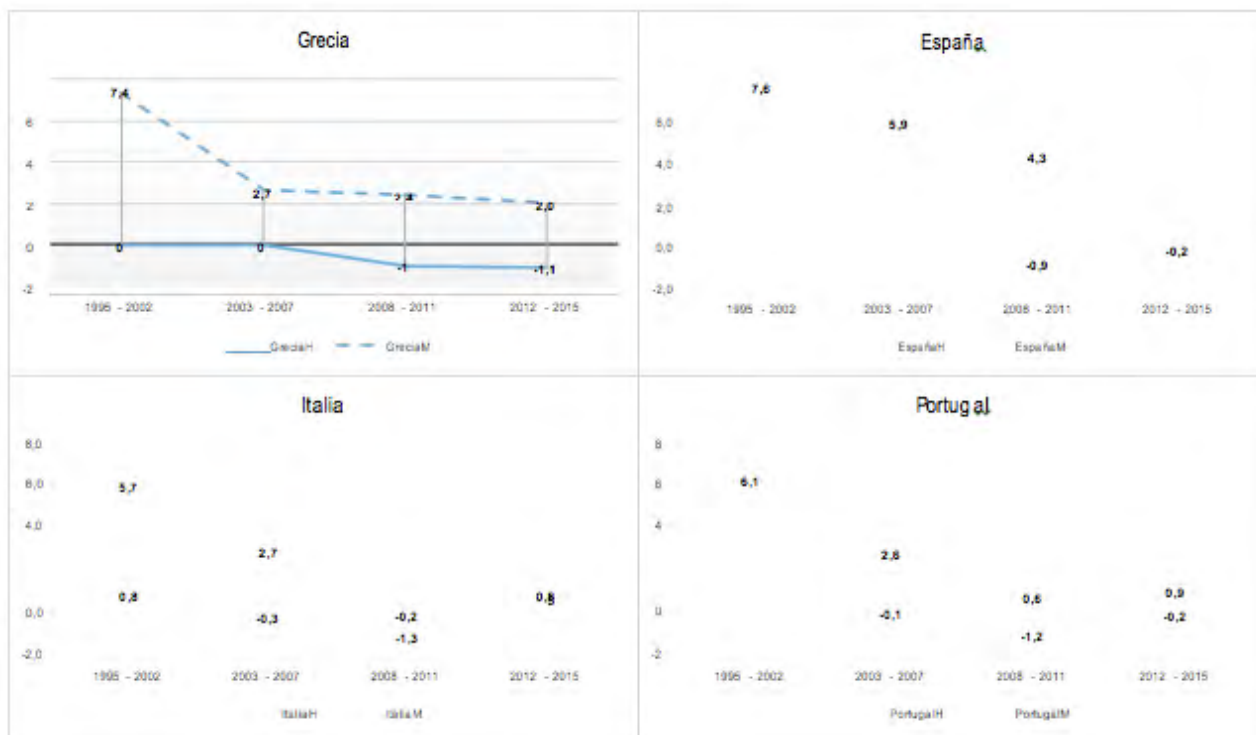 Grecia
7,4
6
4
2,7
2,4
2,0
2
0
0
0
-1
-1,1
-2
1995 - 2002
2003 - 2007
2008 - 2011
2012 - 2015
GreciaH
GreciaM
España
7,6
6,0
5,9
4,0
4,3
2,0
0,0
-0,2
-0,9
-2,0
1995 - 2002
2003 - 2007
2008 - 2011
2012 - 2015
EspañaH
EspañaM
Italia
8,0
6,0
5,7
4,0
2,7
0,8
0,0
-0,3
-0,2
-1,3
-2,0
1995 - 2002
2003 - 2007
2008 - 2011
2012 - 2015
ItaliaH
ItaliaM
Portugal
8
6
6,1
4
2,6
0,6
0,9
0
-0,1
-0,2
-1,2
-2
1995 - 2002
2003 - 2007
2008 - 2011
2012 - 2015
PortugalH
PortugalM